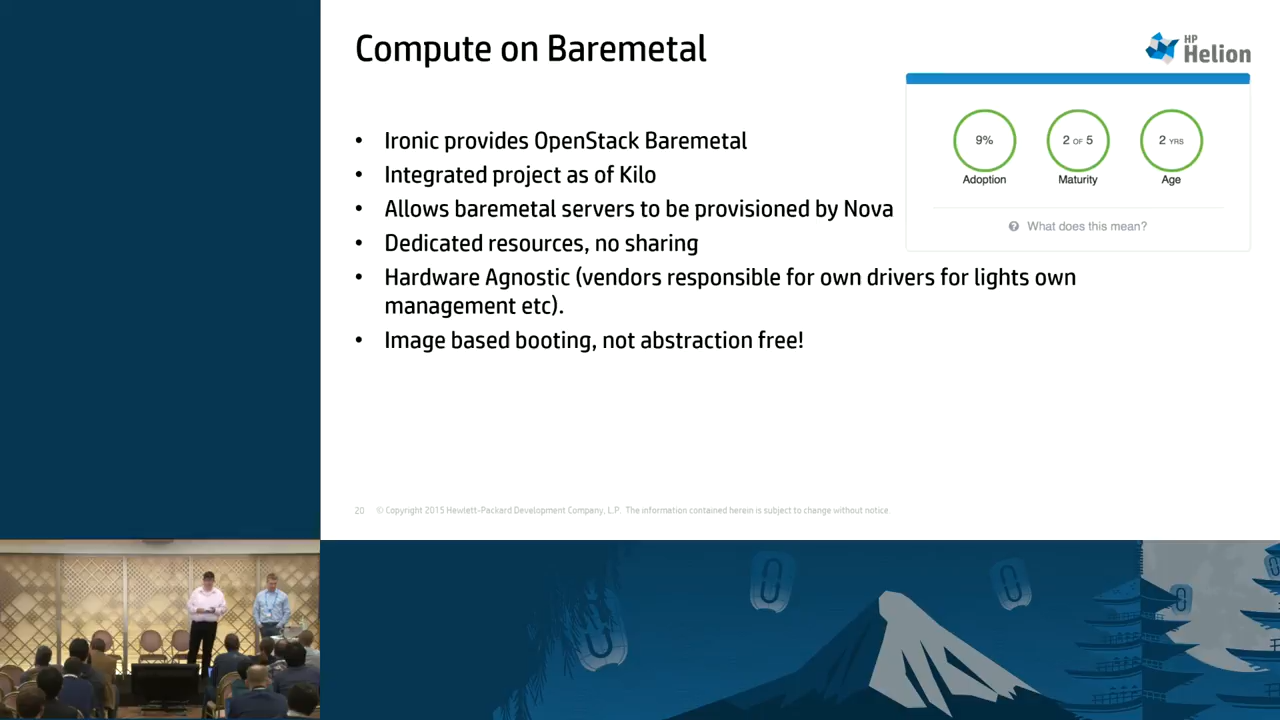 Compute on Baremetal
HP
Helion
• Ironic provides OpenStack Baremetal
• Integrated project as of Kilo
• Allows baremetal servers to be provisioned by Nova
• Dedicated resources, no sharing
• Hardware Agnostic (vendors responsible for own drivers for lights own
management etc).
• Image based booting, not abstraction free!
9%
2 OF 5
2 YRS
Adoption
Maturity
Age
? What does this mean?
20 © Copyright 2015 Hewlett-Packard Development Company, L.P. The information contained herein is subject to change without notice.